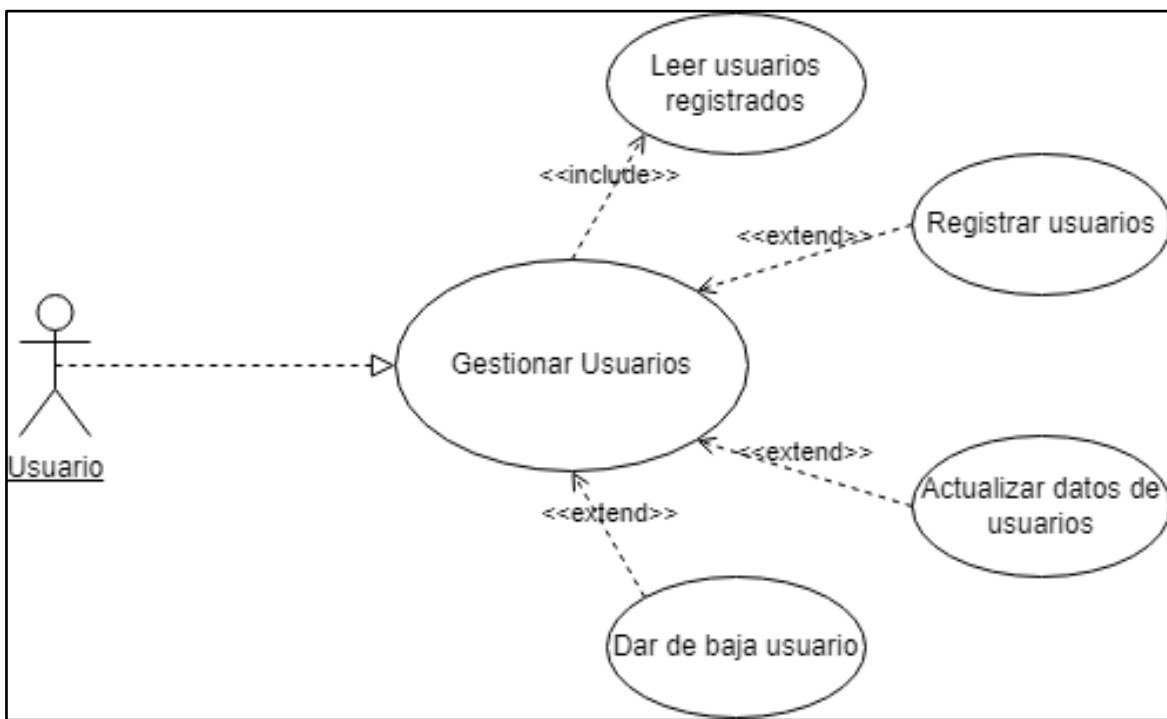 Leer usuarios
registrados
<<include>>
Registrar usuarios
<<extend>>
Gestionar Usuarios
Usuario
<<extend>>
Actualizar datos de
usuarios
<<extend>>
Dar de baja usuario